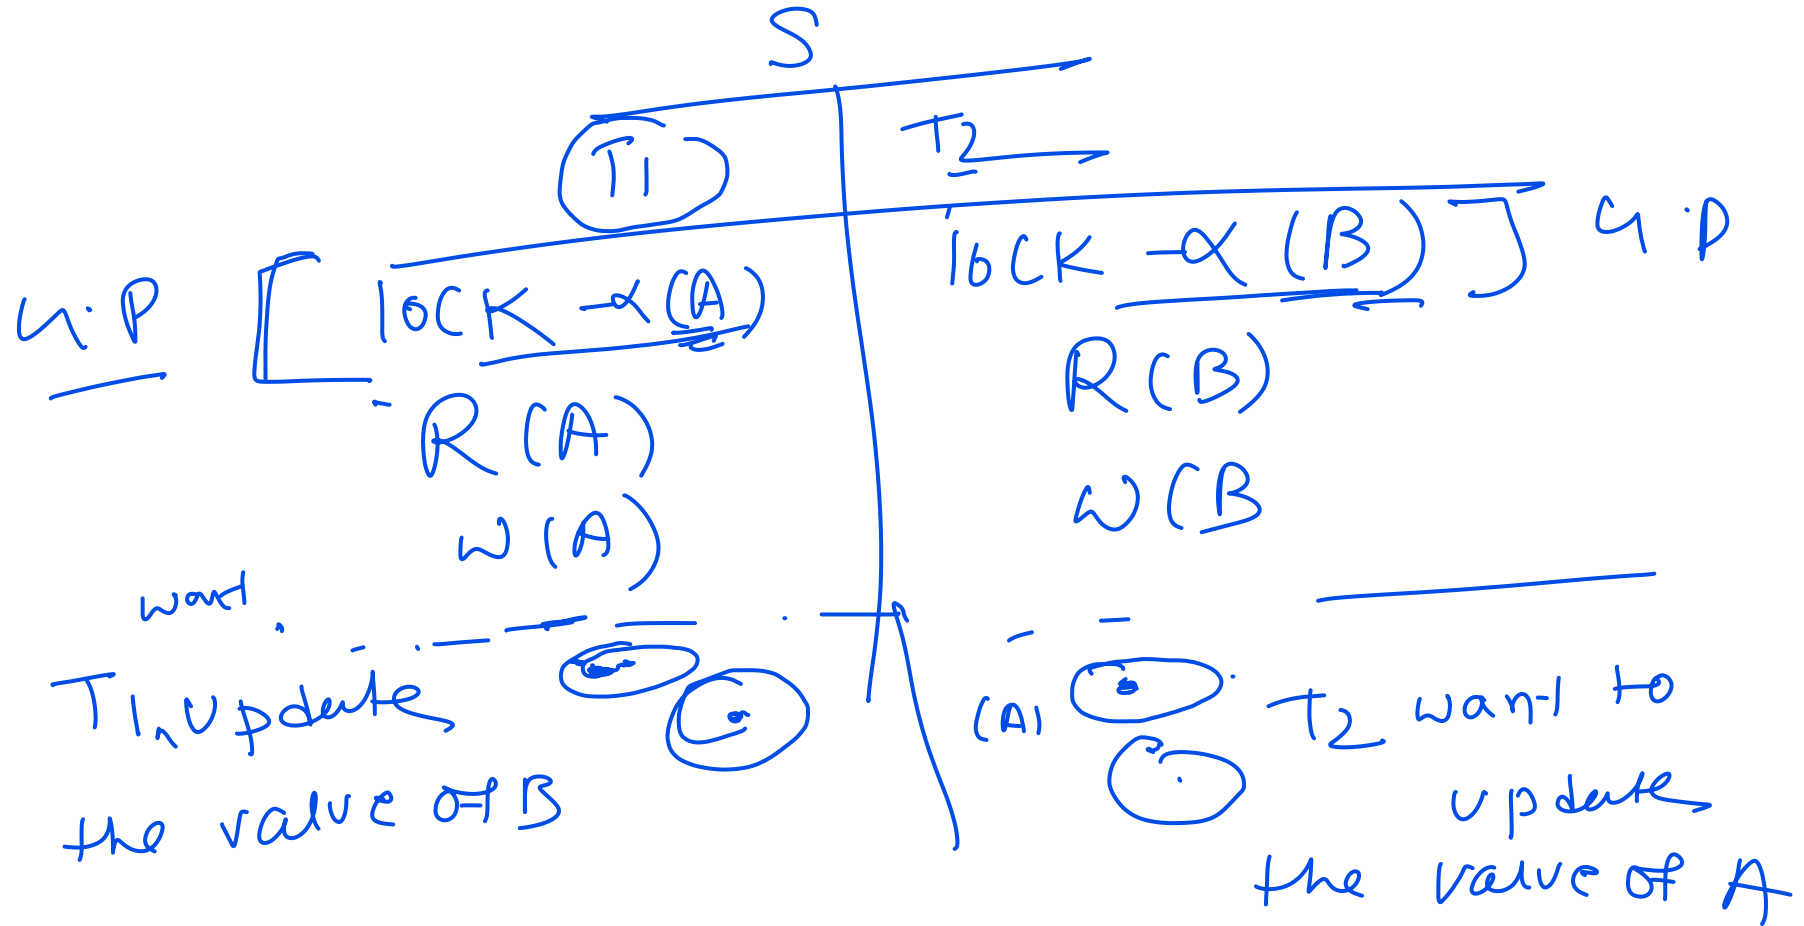 S
T1 T2
G.P lock - x (A) lock - x (B) G.P
R (A) R (B)
W (A) W (B
want
T1 update (A) T2 want to
the value of B update
the value of A